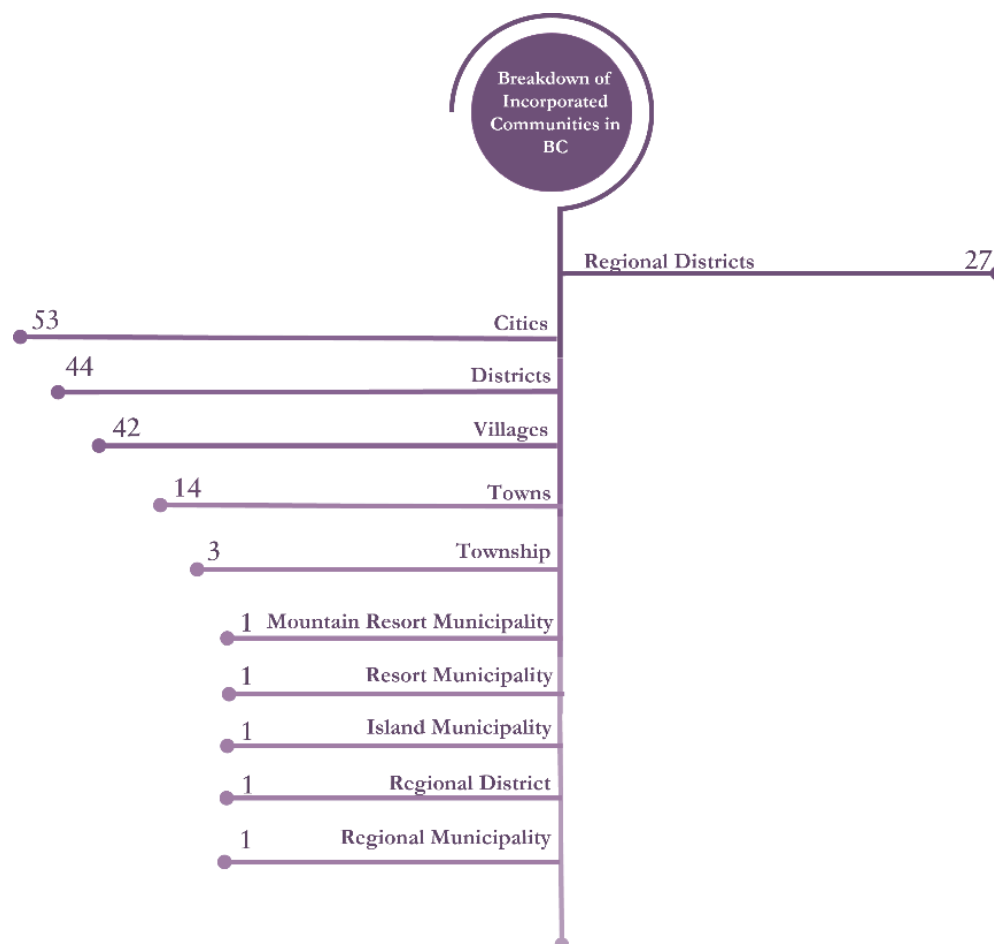 Breakdown of
Incorporated
Communities in
BC
Regional Districts 27
53 Cities
44 Districts
42 Villages
14 Towns
3 Township
1 Mountain Resort Municipality
1 Resort Municipality
1 Island Municipality
1 Regional District
1 Regional Municipality